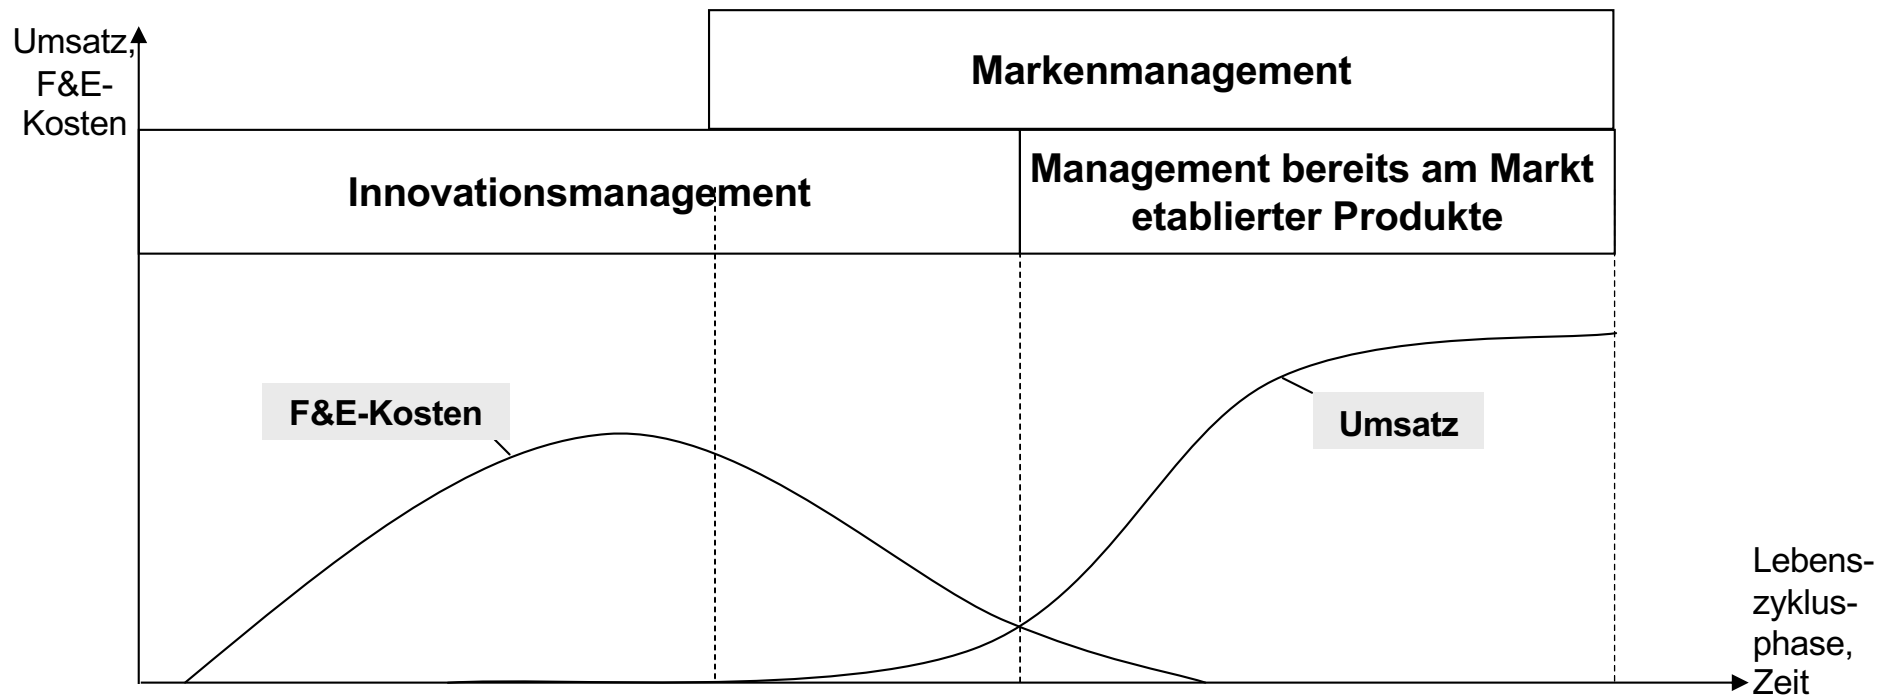 Umsatz,
F&E-
Kosten
Markenmanagement
Innovationsmanagement
Management bereits am Markt
etablierter Produkte
F&E-Kosten
Umsatz
Lebens-
zyklus-
phase,
Zeit